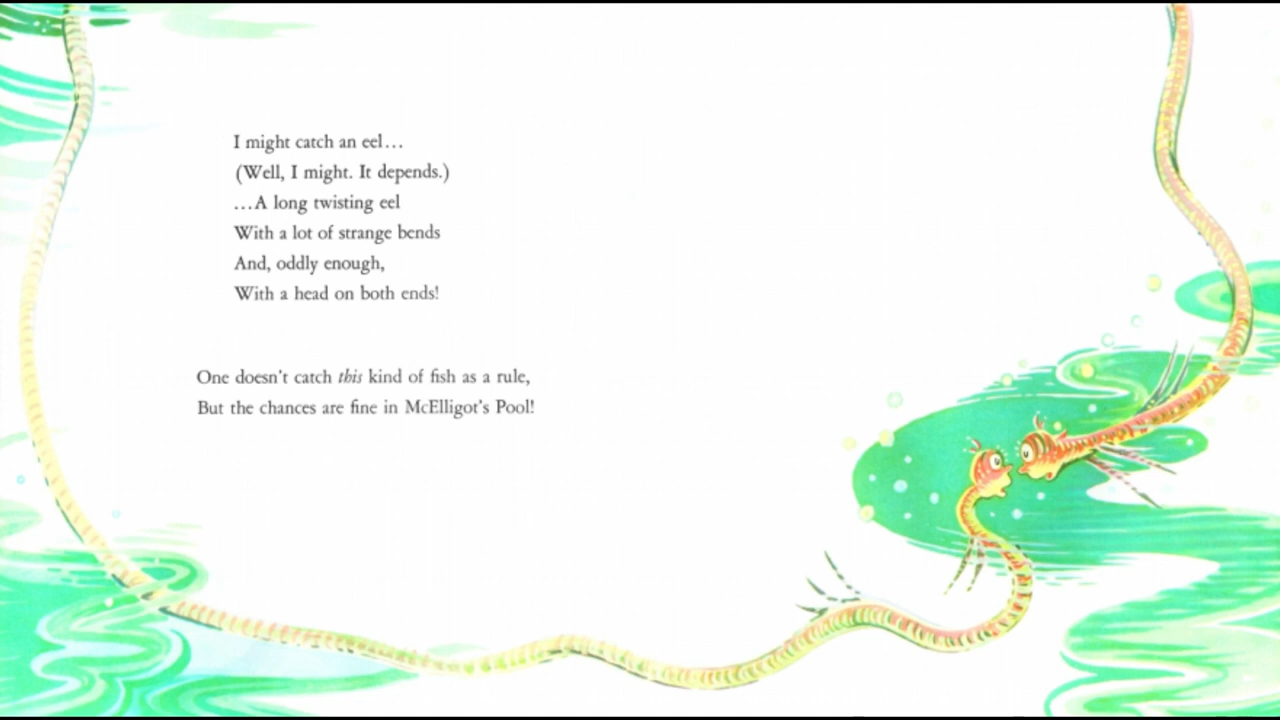 I might catch an eel...
(Well, I might. It depends.)
...A long twisting eel
With a lot of strange bends
And, oddly enough,
With a head on both ends!
One doesn't catch this kind of fish as a rule,
But the chances are fine in McElligot's Pool!